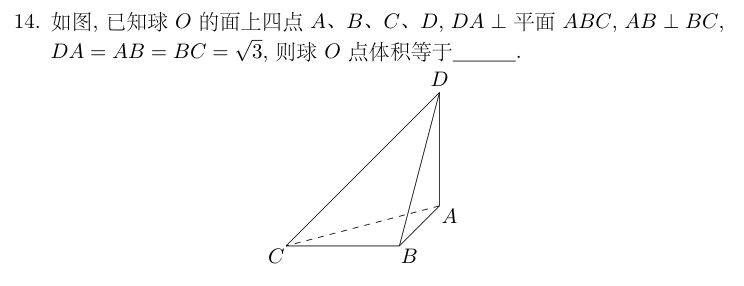 14. 如图, 已知球 O 的面上四点 A、B、C、D, DA ⊥ 平面 ABC, AB ⊥ BC,
DA = AB = BC = √3, 则球 O 点体积等于______.
D
A
C
B